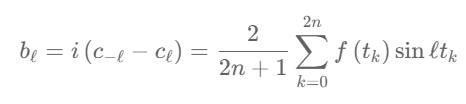 b_ℓ = i (c_{−ℓ} − c_ℓ) = \frac{2}{2n + 1} \sum_{k=0}^{2n} f (t_k) sin ℓt_k